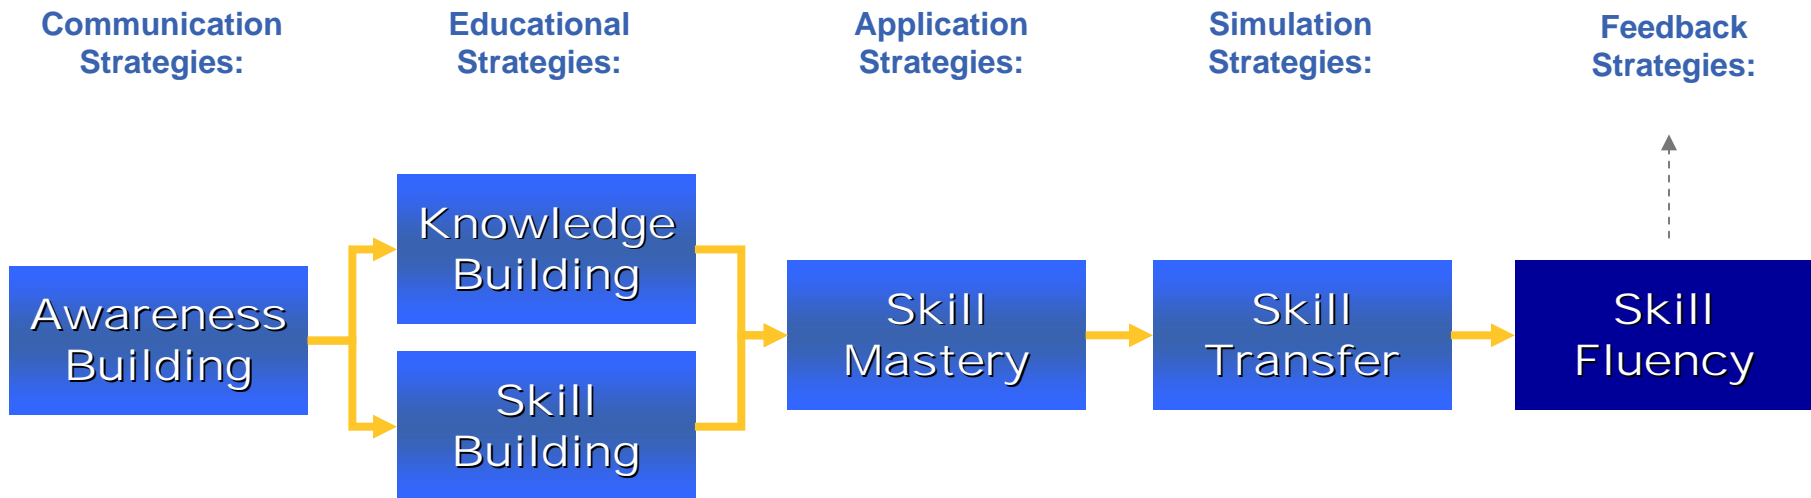 Communication
Strategies:
Educational
Strategies:
Application
Strategies:
Simulation
Strategies:
Feedback
Strategies:
Awareness
Building
Knowledge
Building
Skill
Building
Skill
Mastery
Skill
Transfer
Skill
Fluency